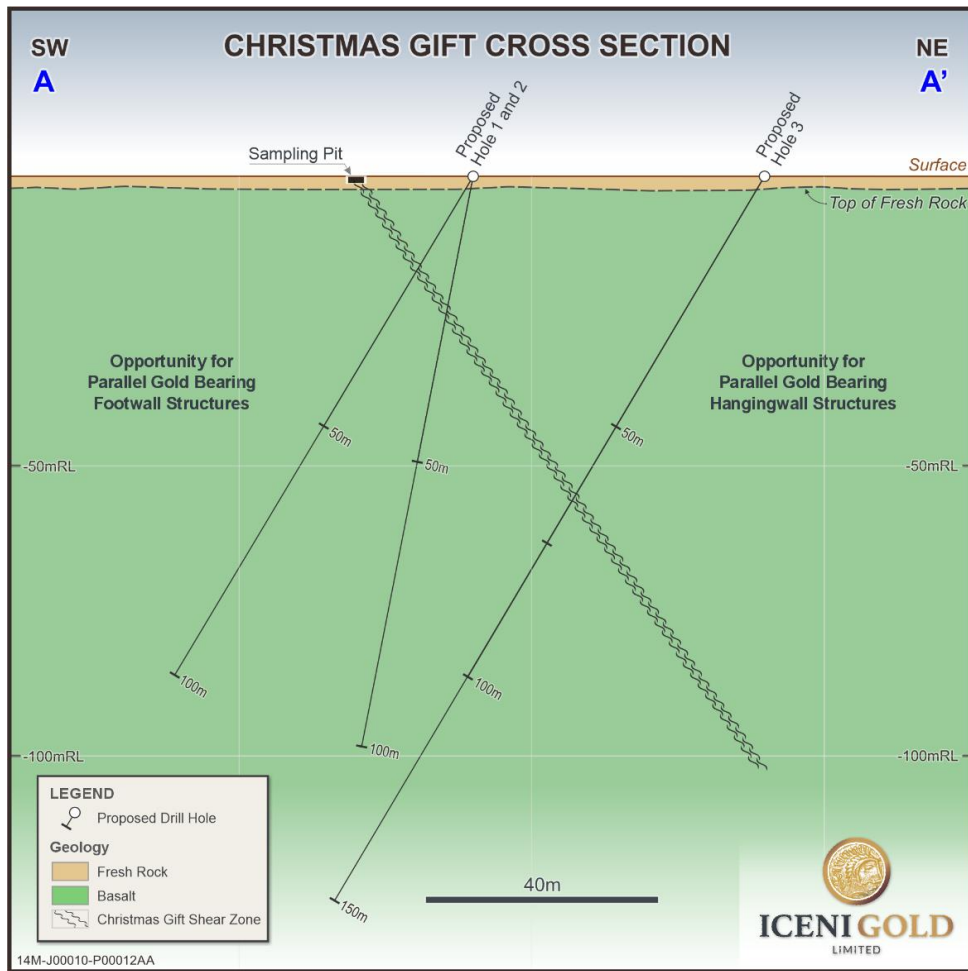 SW
CHRISTMAS GIFT CROSS SECTION
NE
A
A'
Sampling Pit
Proposed
Hole 1 and 2
Proposed
Hole 3
Surface
Top of Fresh Rock
Opportunity for
Parallel Gold Bearing
Footwall Structures
Opportunity for
Parallel Gold Bearing
Hangingwall Structures
50m
50m
50m
-50mRL
-50mRL
100m
100m
100m
-100mRL
-100mRL
150m
LEGEND
Proposed Drill Hole
Geology
Fresh Rock
Basalt
Christmas Gift Shear Zone
40m
ICENI GOLD
LIMITED
14M-J00010-P00012AA